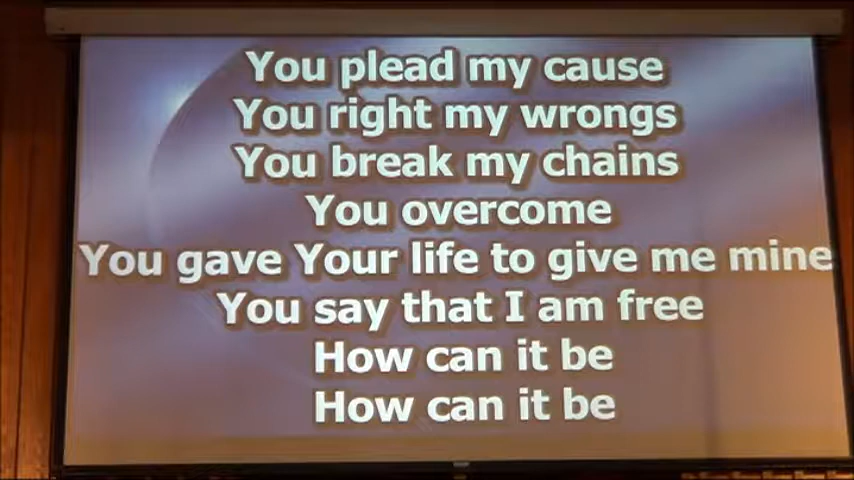 You plead my cause
You right my wrongs
You break my chains
You overcome
You gave Your life to give me mine
You say that I am free
How can it be
How can it be